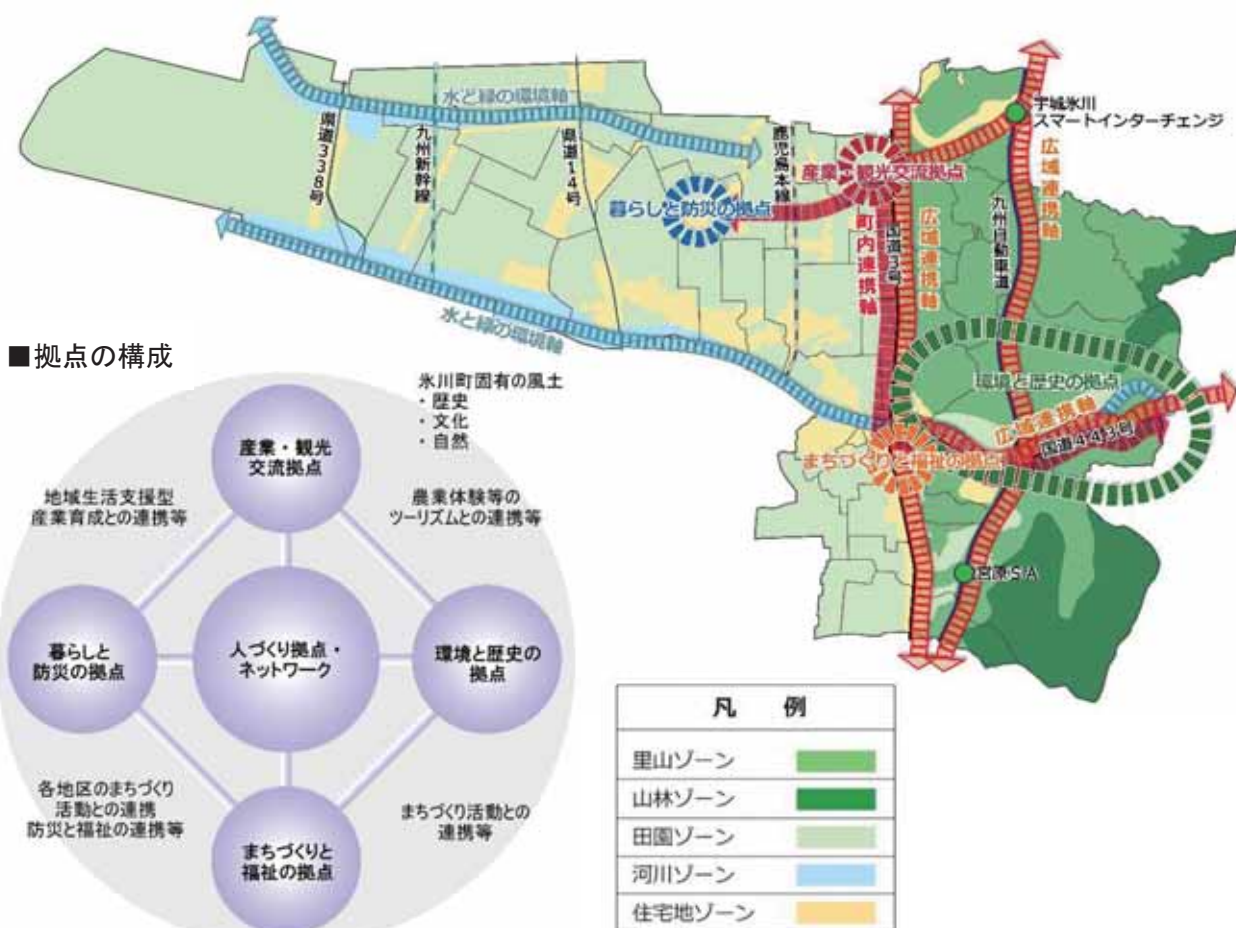 水と緑の環境軸
県道338号
九州新幹線
県道14号
鹿児島本線
宇城氷川
スマートインターチェンジ
産業・観光交流拠点
暮らしと防災の拠点
町内連携軸
国道3号
広域連携軸
九州自動車道
広域連携軸
水と緑の環境軸
環境と歴史の拠点
広域連携軸
国道443号
まちづくりと福祉の拠点
宮原SA
■拠点の構成
氷川町固有の風土
・歴史
・文化
・自然
産業・観光
交流拠点
地域生活支援型
産業育成との連携等
農業体験等の
ツーリズムとの連携等
暮らしと
防災の拠点
人づくり拠点・
ネットワーク
環境と歴史の
拠点
各地区のまちづくり
活動との連携
防災と福祉の連携等
まちづくり活動との
連携等
まちづくりと
福祉の拠点
凡 例
里山ゾーン
山林ゾーン
田園ゾーン
河川ゾーン
住宅地ゾーン